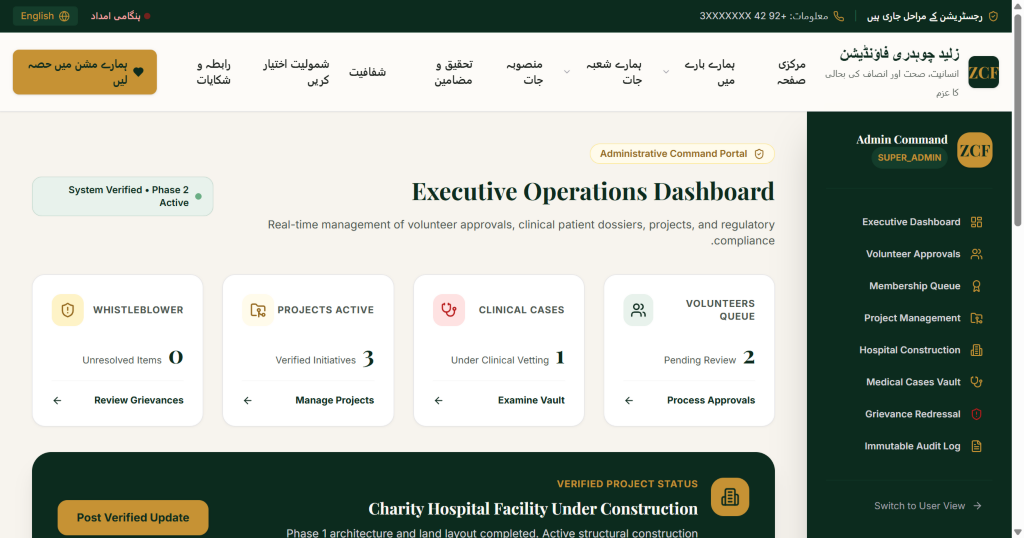 رجسٹریشن کے مراحل جاری ہیں
معلومات: +92 42 3XXXXXXX
ہنگامی امداد
English
ZCF
زاید چوہدری فاؤنڈیشن
انسانیت، صحت اور انصاف کی بحالی
کا عزم
مرکزی
صفحہ
ہمارے بارے
میں
ہمارے شعبہ
جات
منصوبہ
جات
تحقیق و
مضامین
شفافیت
شمولیت اختیار
کریں
رابطہ و
شکایات
ہمارے مشن میں حصہ
لیں
Admin Command
SUPER_ADMIN
ZCF
Executive Dashboard
Volunteer Approvals
Membership Queue
Project Management
Hospital Construction
Medical Cases Vault
Grievance Redressal
Immutable Audit Log
Switch to User View
Administrative Command Portal
Executive Operations Dashboard
Real-time management of volunteer approvals, clinical patient dossiers, projects, and regulatory
.compliance
System Verified • Phase 2
Active
VOLUNTEERS
QUEUE
Pending Review 2
Process Approvals
CLINICAL CASES
Under Clinical Vetting 1
Examine Vault
PROJECTS ACTIVE
Verified Initiatives 3
Manage Projects
WHISTLEBLOWER
Unresolved Items 0
Review Grievances
VERIFIED PROJECT STATUS
Charity Hospital Facility Under Construction
Phase 1 architecture and land layout completed. Active structural construction
Post Verified Update